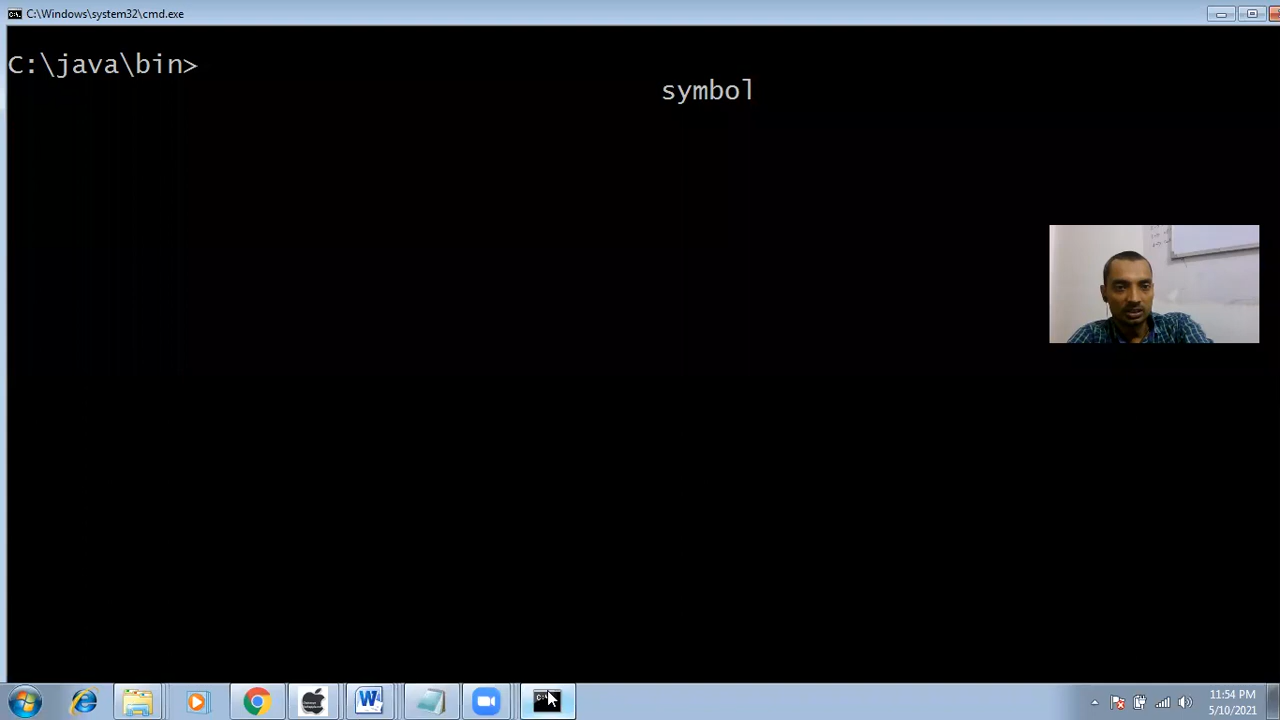 C:\Windows\system32\cmd.exe
C:\java\bin>
symbol
11:54 PM
5/10/2021